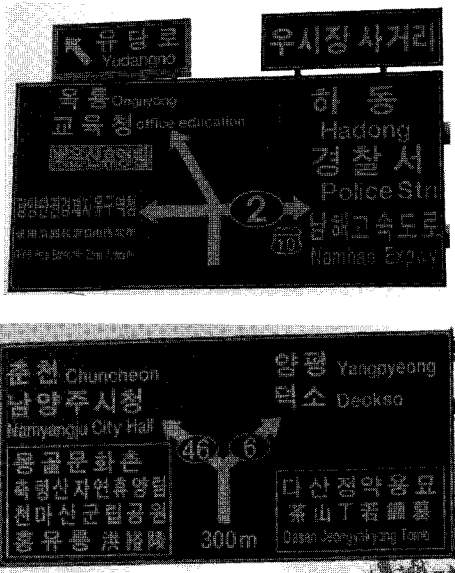 유당로
Yudangno
우시장사거리
옥룡 Ongnyong
교육청 office education
하동
Hadong
경찰서
Police Stn
2
10
남해고속도로
Namhae Expwy
춘천 Chuncheon
남양주시청
Namyangju City Hall
양평 Yangpyeong
덕소 Deokso
46
6
몽골문화촌
축령산자연휴양림
천마산군립공원
홍유릉 洪裕陵
다산정약용묘
茶山丁若鏞墓
Dasan Jeongyakyong Tomb
300m